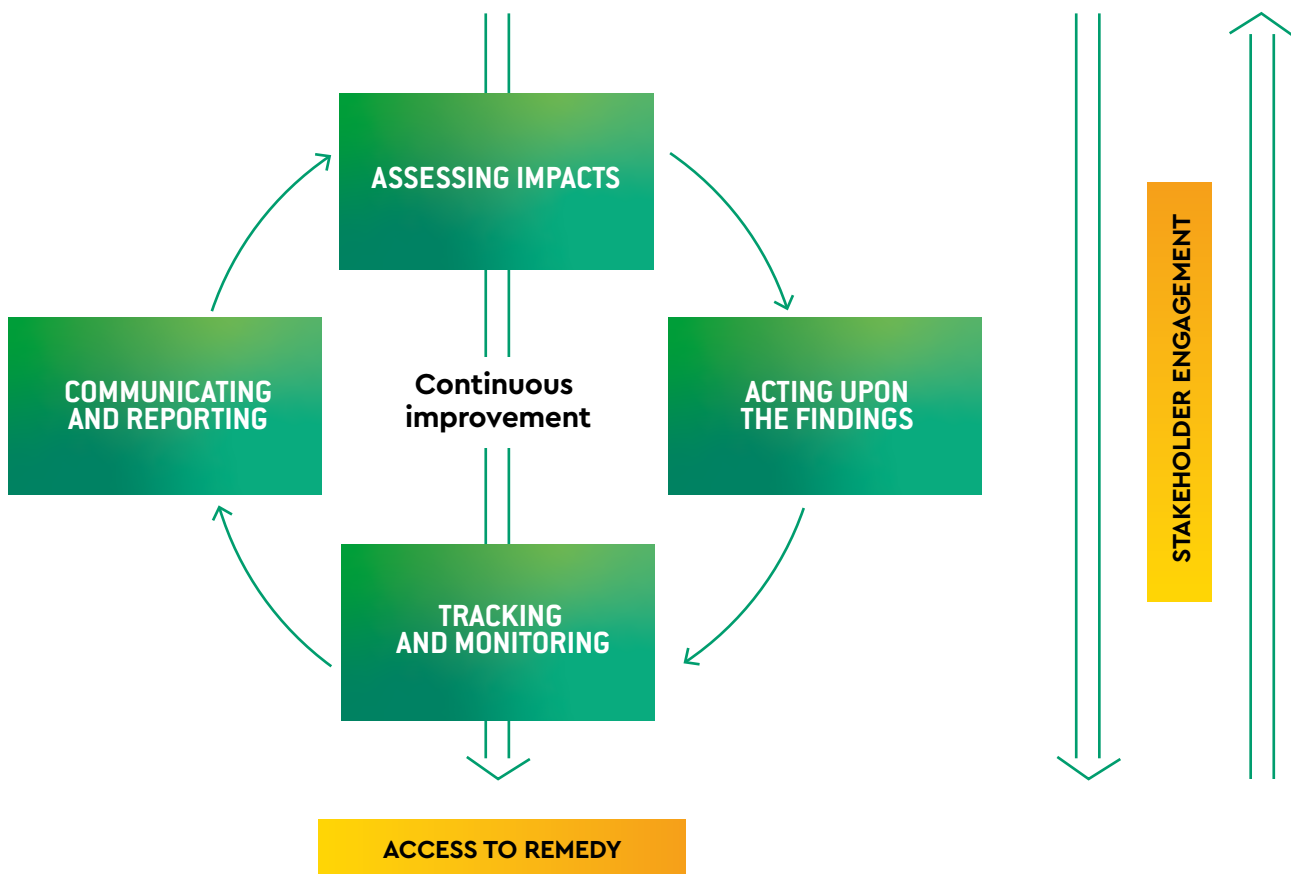 ASSESSING IMPACTS
COMMUNICATING
AND REPORTING
Continuous
improvement
ACTING UPON
THE FINDINGS
TRACKING
AND MONITORING
STAKEHOLDER ENGAGEMENT
ACCESS TO REMEDY